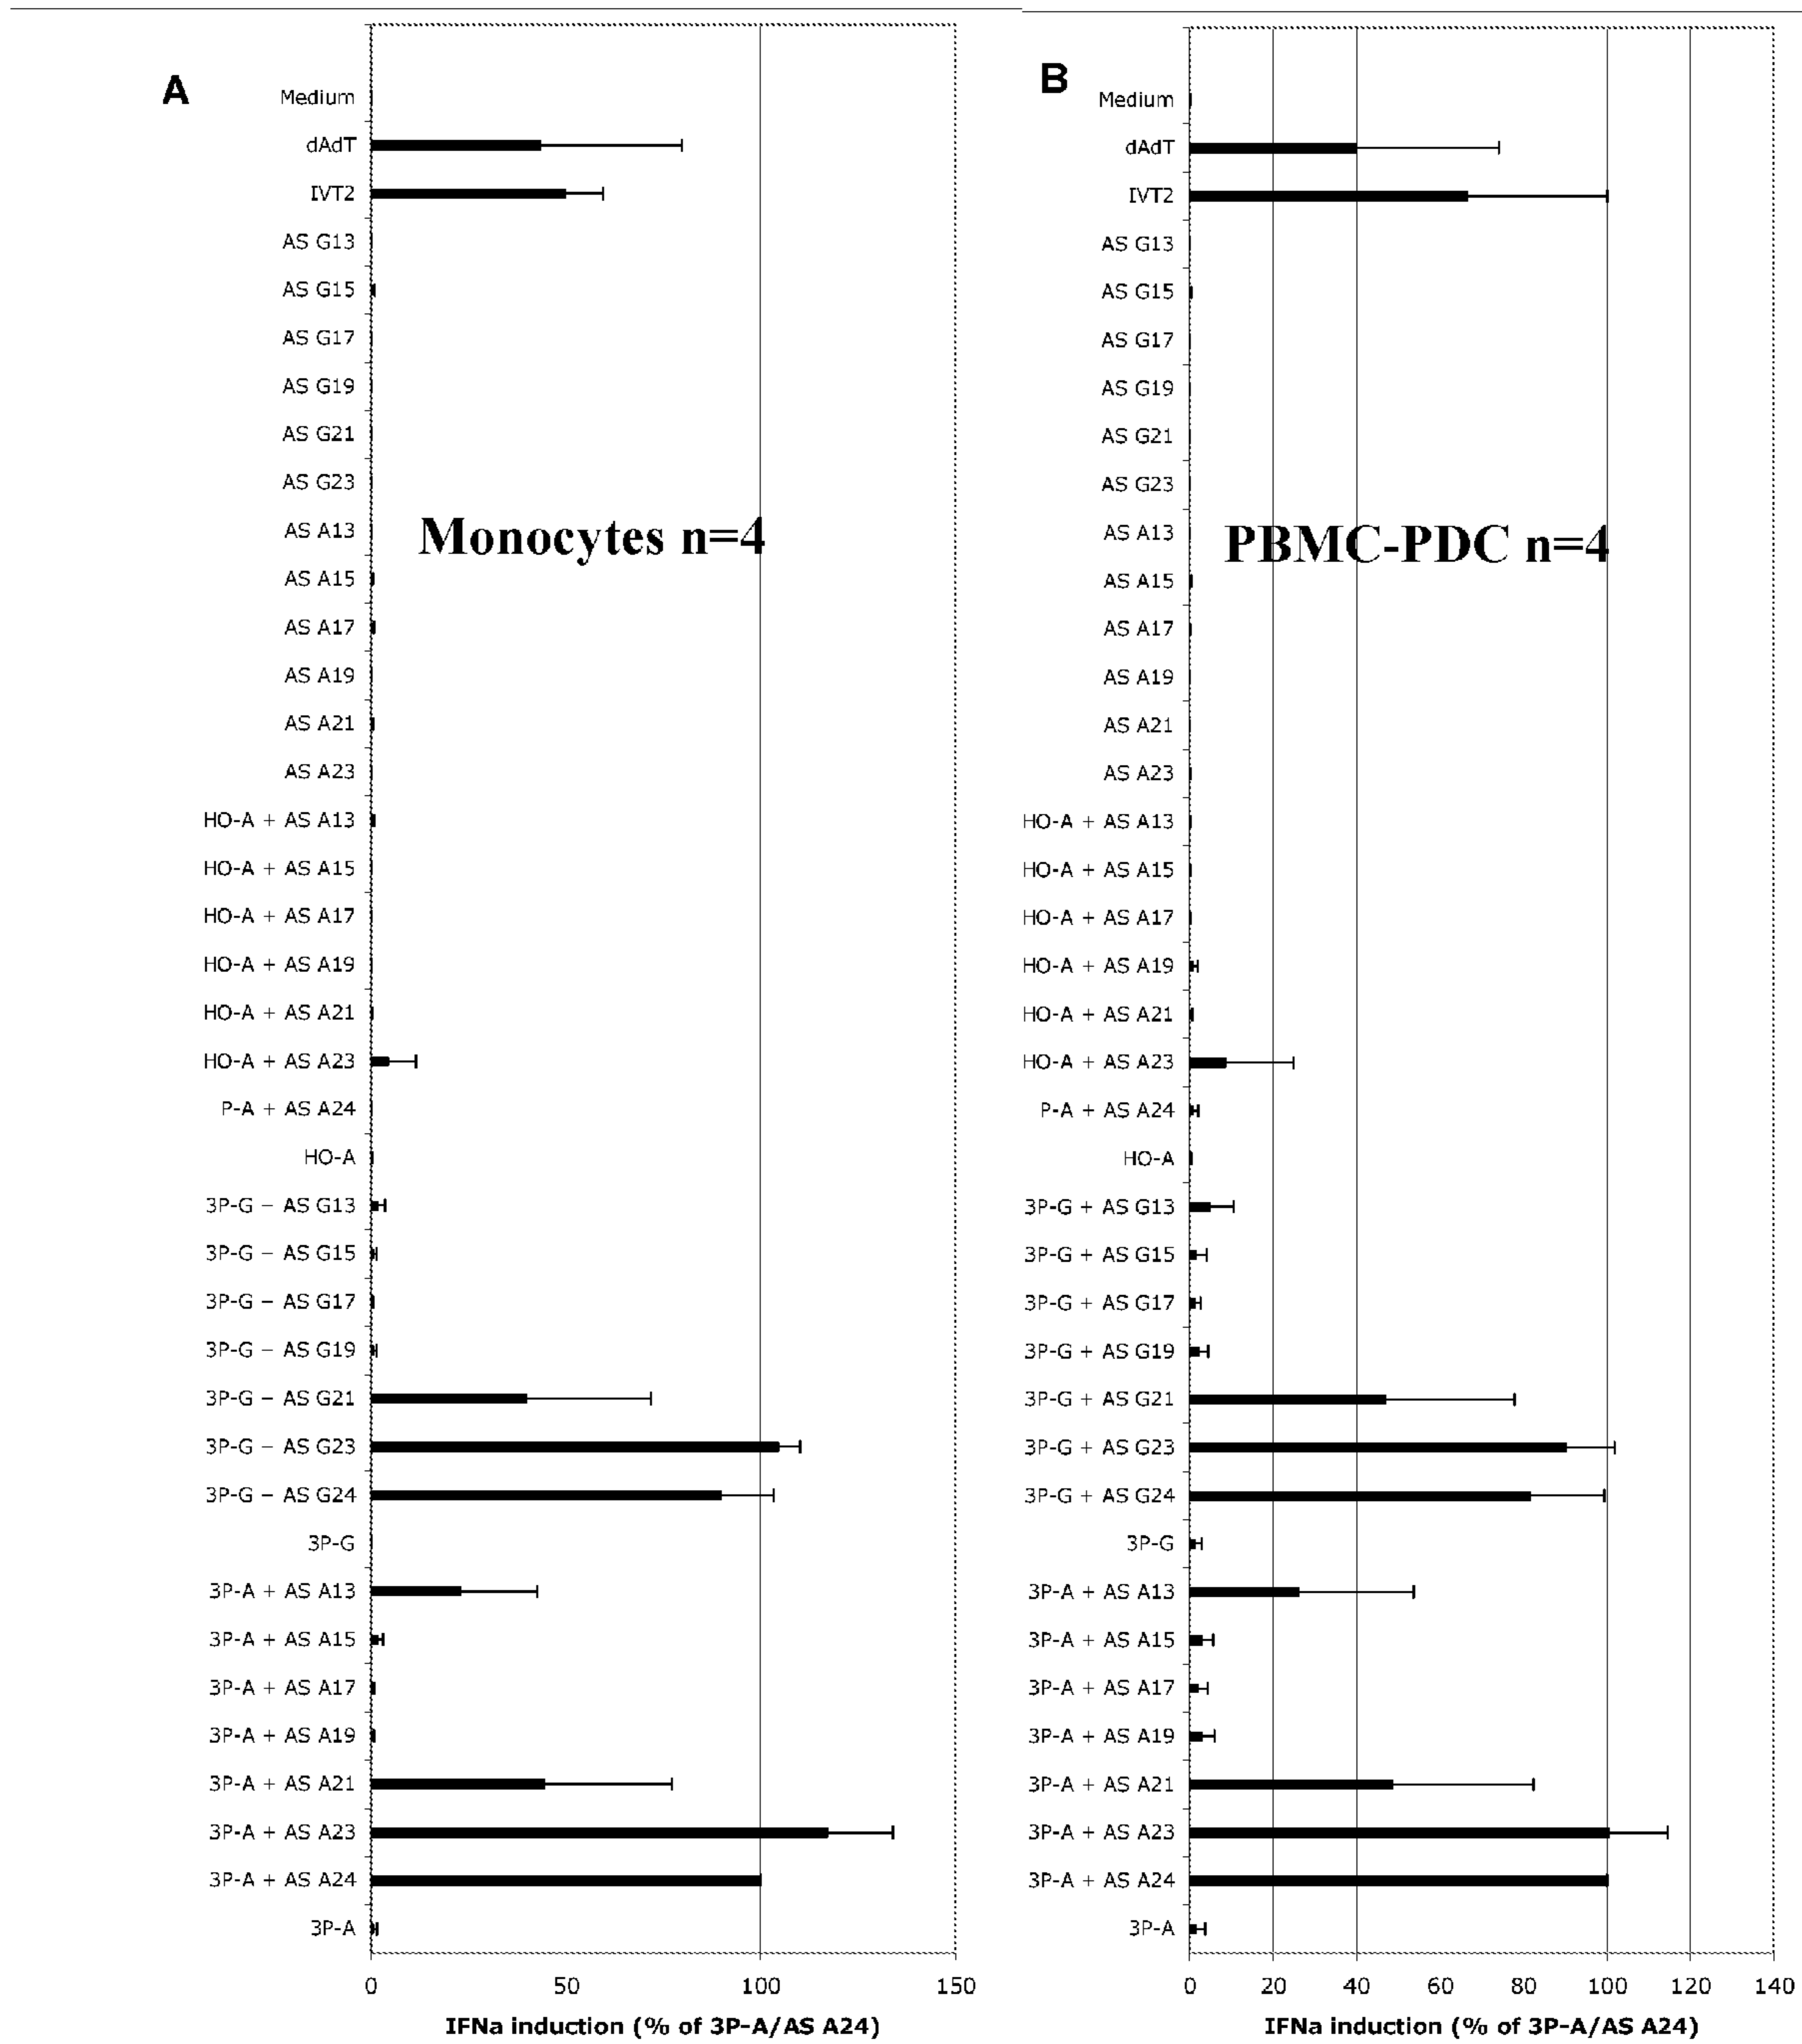 A
Medium
dAdT
IVT2
AS G13
AS G15
AS G17
AS G19
AS G21
AS G23
AS A13
AS A15
AS A17
AS A19
AS A21
AS A23
HO-A + AS A13
HO-A + AS A15
HO-A + AS A17
HO-A + AS A19
HO-A + AS A21
HO-A + AS A23
P-A + AS A24
HO-A
3P-G – AS G13
3P-G – AS G15
3P-G – AS G17
3P-G – AS G19
3P-G – AS G21
3P-G – AS G23
3P-G – AS G24
3P-G
3P-A + AS A13
3P-A + AS A15
3P-A + AS A17
3P-A + AS A19
3P-A + AS A21
3P-A + AS A23
3P-A + AS A24
3P-A
Monocytes n=4
0 50 100 150
IFNa induction (% of 3P-A/AS A24)
B
Medium
dAdT
IVT2
AS G13
AS G15
AS G17
AS G19
AS G21
AS G23
AS A13
AS A15
AS A17
AS A19
AS A21
AS A23
HO-A + AS A13
HO-A + AS A15
HO-A + AS A17
HO-A + AS A19
HO-A + AS A21
HO-A + AS A23
P-A + AS A24
HO-A
3P-G + AS G13
3P-G + AS G15
3P-G + AS G17
3P-G + AS G19
3P-G + AS G21
3P-G + AS G23
3P-G + AS G24
3P-G
3P-A + AS A13
3P-A + AS A15
3P-A + AS A17
3P-A + AS A19
3P-A + AS A21
3P-A + AS A23
3P-A + AS A24
3P-A
PBMC-PDC n=4
0 20 40 60 80 100 120 140
IFNa induction (% of 3P-A/AS A24)